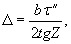 Δ = bτ″ / 2tgZ,